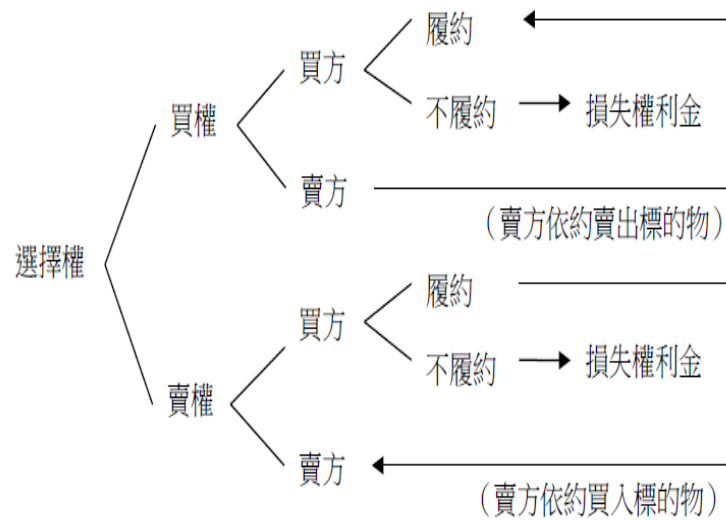 履約
買方
不履約
損失權利金
買權
賣方
（賣方依約賣出標的物）
選擇權
履約
買方
不履約
損失權利金
賣權
賣方
（賣方依約買入標的物）